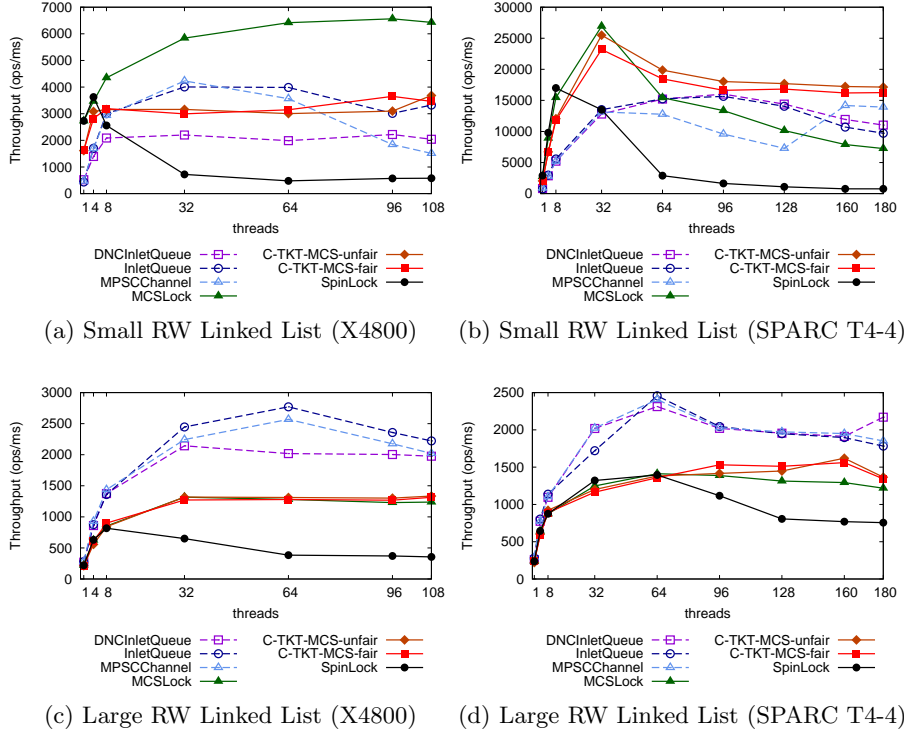 7000
6000
5000
4000
3000
2000
1000
0
Throughput (ops/ms)
1 4 8 32 64 96 108
threads
DNCInletQueue
InletQueue
MPSCChannel
MCSLock
C-TKT-MCS-unfair
C-TKT-MCS-fair
SpinLock
(a) Small RW Linked List (X4800)
30000
25000
20000
15000
10000
5000
0
Throughput (ops/ms)
1 8 32 64 96 128 160 180
threads
DNCInletQueue
InletQueue
MPSCChannel
MCSLock
C-TKT-MCS-unfair
C-TKT-MCS-fair
SpinLock
(b) Small RW Linked List (SPARC T4-4)
3000
2500
2000
1500
1000
500
0
Throughput (ops/ms)
1 4 8 32 64 96 108
threads
DNCInletQueue
InletQueue
MPSCChannel
MCSLock
C-TKT-MCS-unfair
C-TKT-MCS-fair
SpinLock
(c) Large RW Linked List (X4800)
2500
2000
1500
1000
500
0
Throughput (ops/ms)
1 8 32 64 96 128 160 180
threads
DNCInletQueue
InletQueue
MPSCChannel
MCSLock
C-TKT-MCS-unfair
C-TKT-MCS-fair
SpinLock
(d) Large RW Linked List (SPARC T4-4)